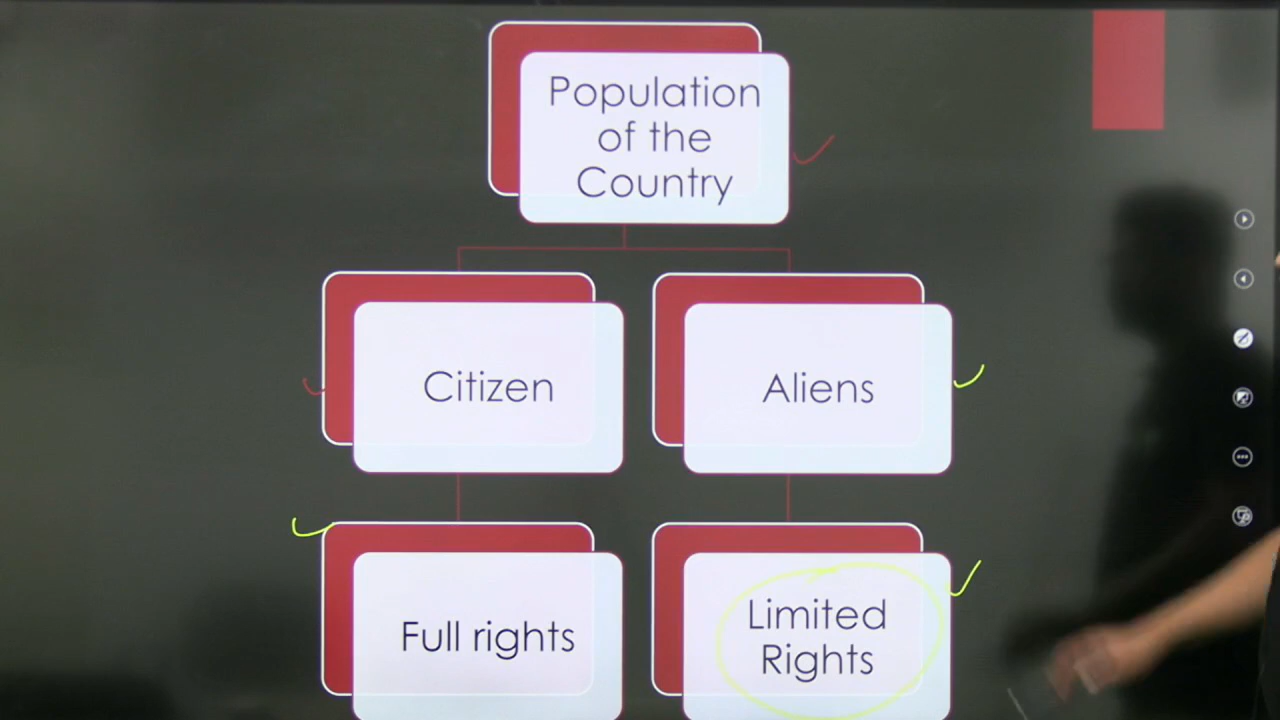 Population
of the
Country
Citizen
Aliens
Full rights
Limited
Rights